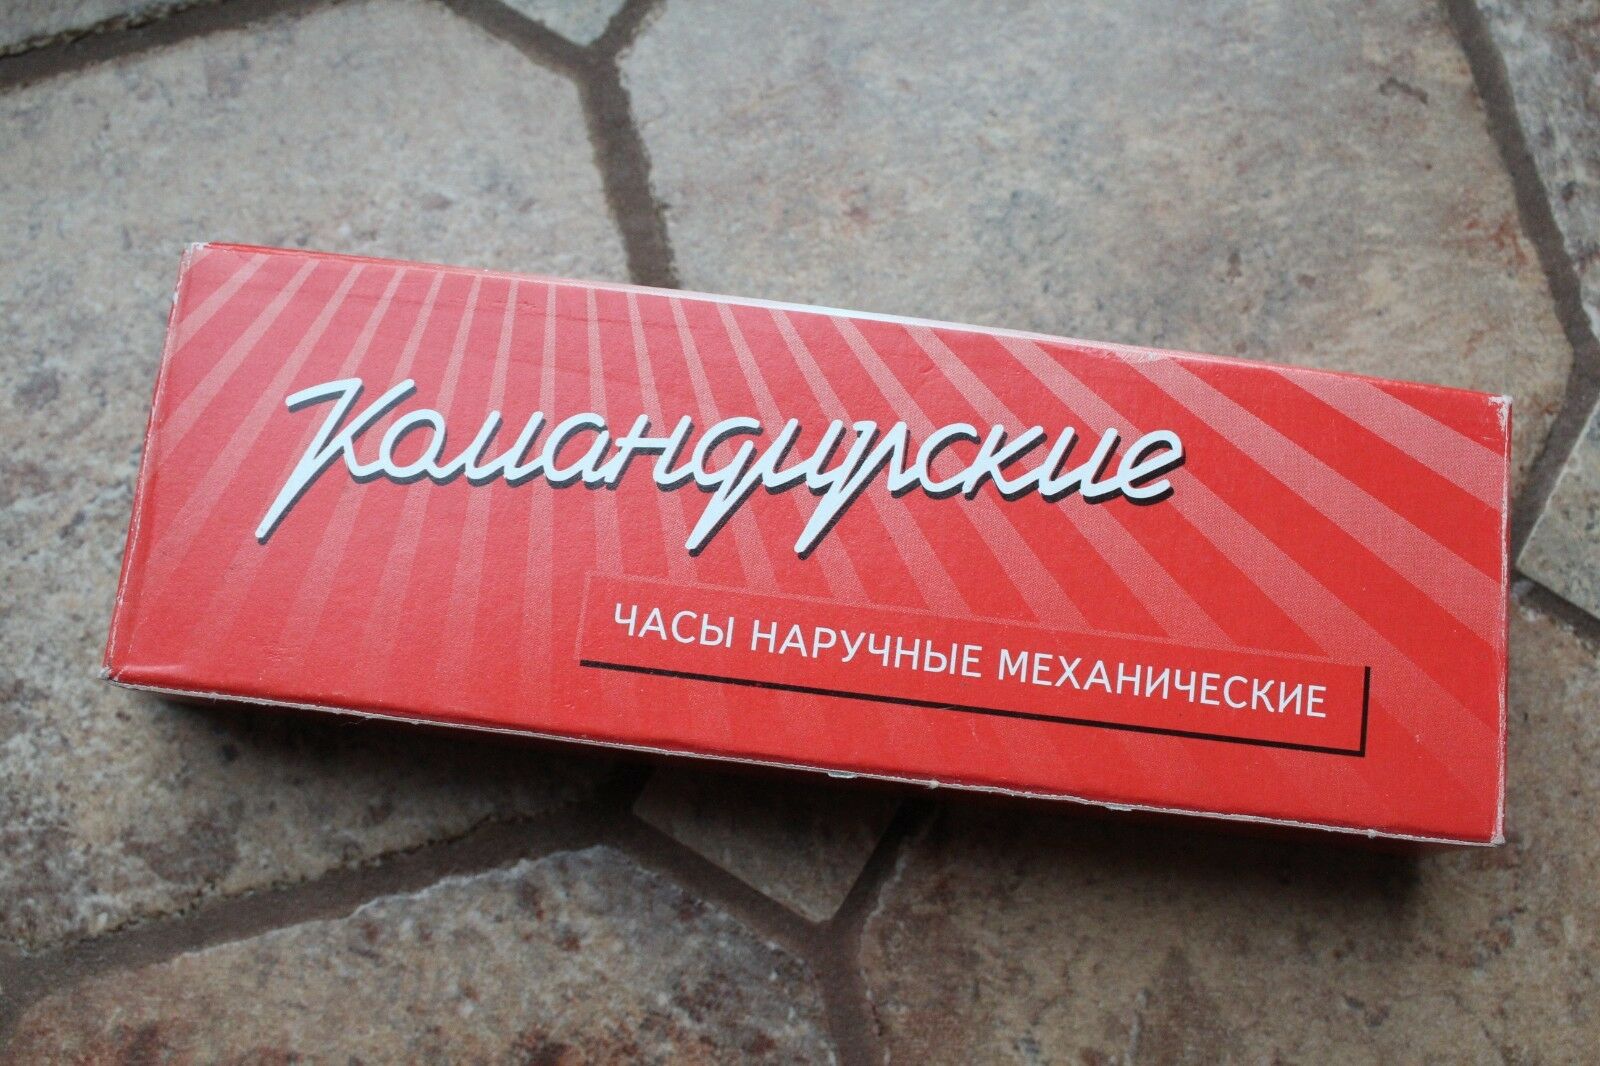 Командирские
ЧАСЫ НАРУЧНЫЕ МЕХАНИЧЕСКИЕ